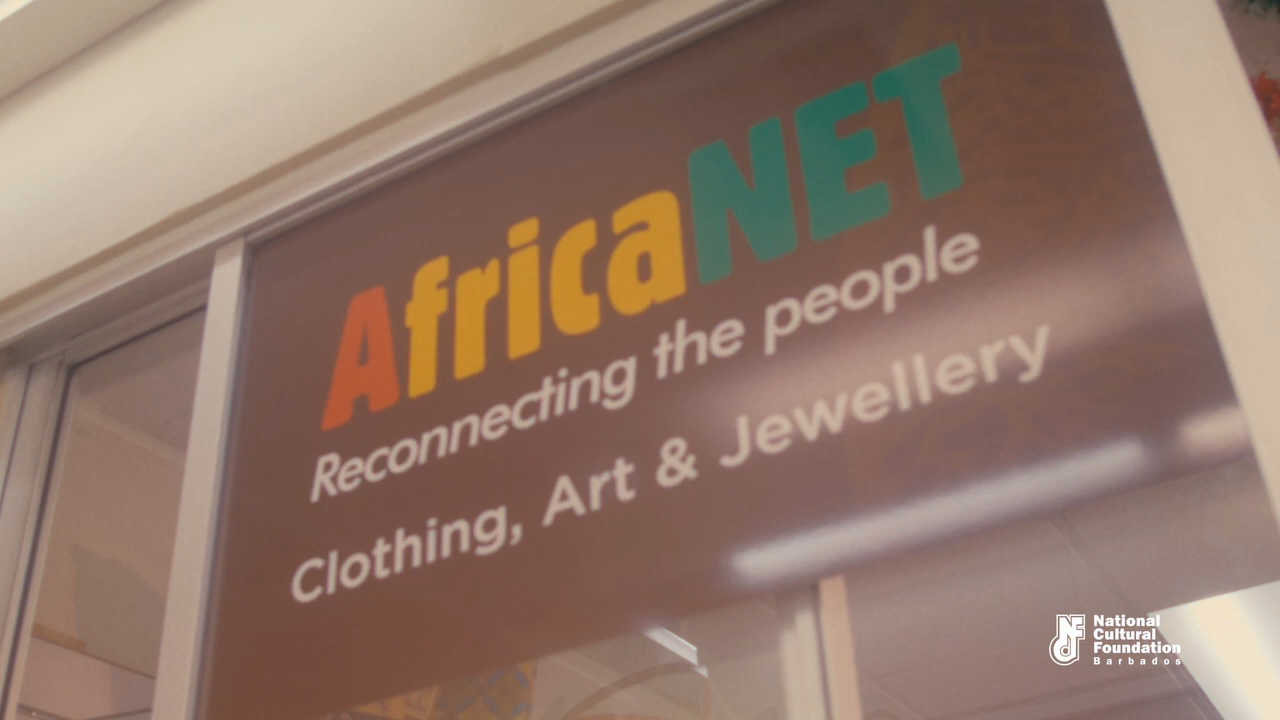 AfricaNET
Reconnecting the people
Clothing, Art & Jewellery
National
Cultural
Foundation
Barbados